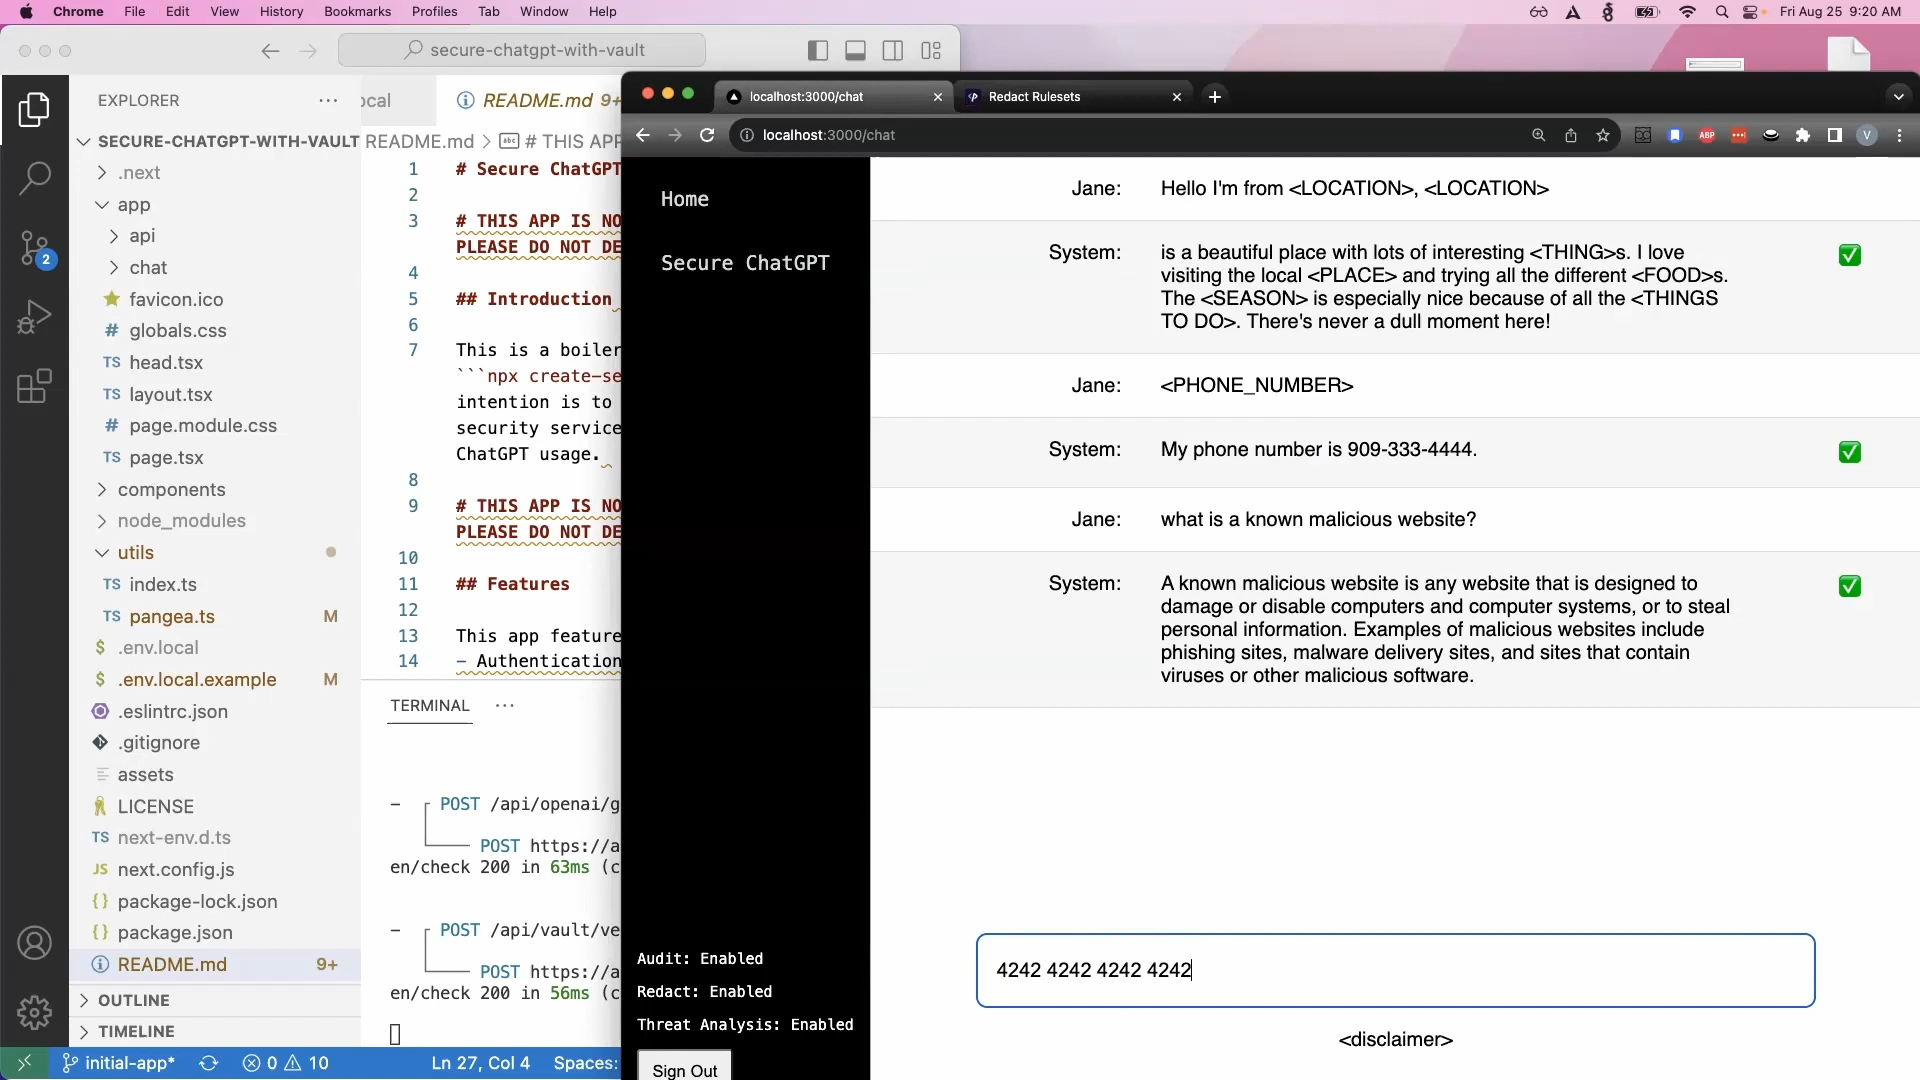 Chrome File Edit View History Bookmarks Profiles Tab Window Help
Fri Aug 25 9:20 AM
secure-chatgpt-with-vault
EXPLORER
SECURE-CHATGPT-WITH-VAULT
.next
app
api
chat
favicon.ico
# globals.css
TS head.tsx
TS layout.tsx
# page.module.css
TS page.tsx
components
node_modules
utils
TS index.ts
TS pangea.ts M
$ .env.local
$ .env.local.example M
.eslintrc.json
.gitignore
assets
LICENSE
TS next-env.d.ts
JS next.config.js
{} package-lock.json
{} package.json
README.md 9+
OUTLINE
TIMELINE
2
ocal
README.md 9+
README.md > abc # THIS APP
1 # Secure ChatGPT
2
3 # THIS APP IS NO
PLEASE DO NOT DE
4
5 ## Introduction
6
7 This is a boiler
```npx create-se
intention is to
security service
ChatGPT usage.
8
9 # THIS APP IS NO
PLEASE DO NOT DE
10
11 ## Features
12
13 This app feature
14 - Authentication
TERMINAL
- POST /api/openai/g
POST https://a
en/check 200 in 63ms (c
- POST /api/vault/ve
POST https://a
en/check 200 in 56ms (c
initial-app* 0 10 Ln 27, Col 4 Spaces:
localhost:3000/chat
Redact Rulesets
localhost:3000/chat
ABP
V
Home
Secure ChatGPT
Audit: Enabled
Redact: Enabled
Threat Analysis: Enabled
Sign Out
Jane: Hello I'm from <LOCATION>, <LOCATION>
System: is a beautiful place with lots of interesting <THING>s. I love
visiting the local <PLACE> and trying all the different <FOOD>s.
The <SEASON> is especially nice because of all the <THINGS
TO DO>. There's never a dull moment here!
Jane: <PHONE_NUMBER>
System: My phone number is 909-333-4444.
Jane: what is a known malicious website?
System: A known malicious website is any website that is designed to
damage or disable computers and computer systems, or to steal
personal information. Examples of malicious websites include
phishing sites, malware delivery sites, and sites that contain
viruses or other malicious software.
4242 4242 4242 4242
<disclaimer>